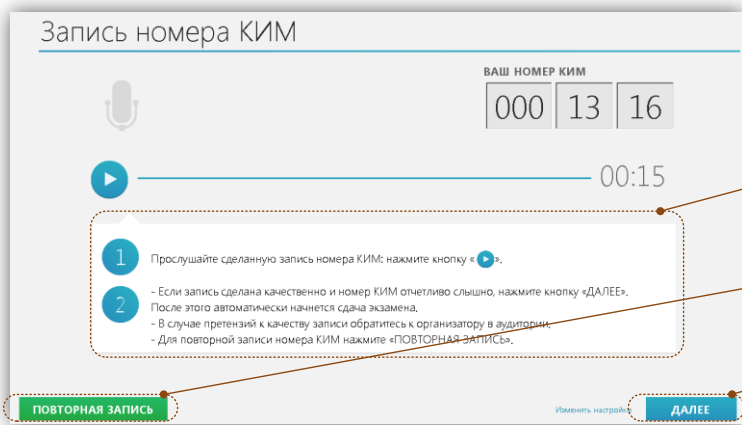 Запись номера КИМ
ВАШ НОМЕР КИМ
000 13 16
00:15
1 Прослушайте сделанную запись номера КИМ: нажмите кнопку « ».
2 - Если запись сделана качественно и номер КИМ отчетливо слышно, нажмите кнопку «ДАЛЕЕ».
После этого автоматически начнется сдача экзамена.
- В случае претензий к качеству записи обратитесь к организатору в аудитории.
- Для повторной записи номера КИМ нажмите «ПОВТОРНАЯ ЗАПИСЬ».
ПОВТОРНАЯ ЗАПИСЬ Изменить настройки ДАЛЕЕ